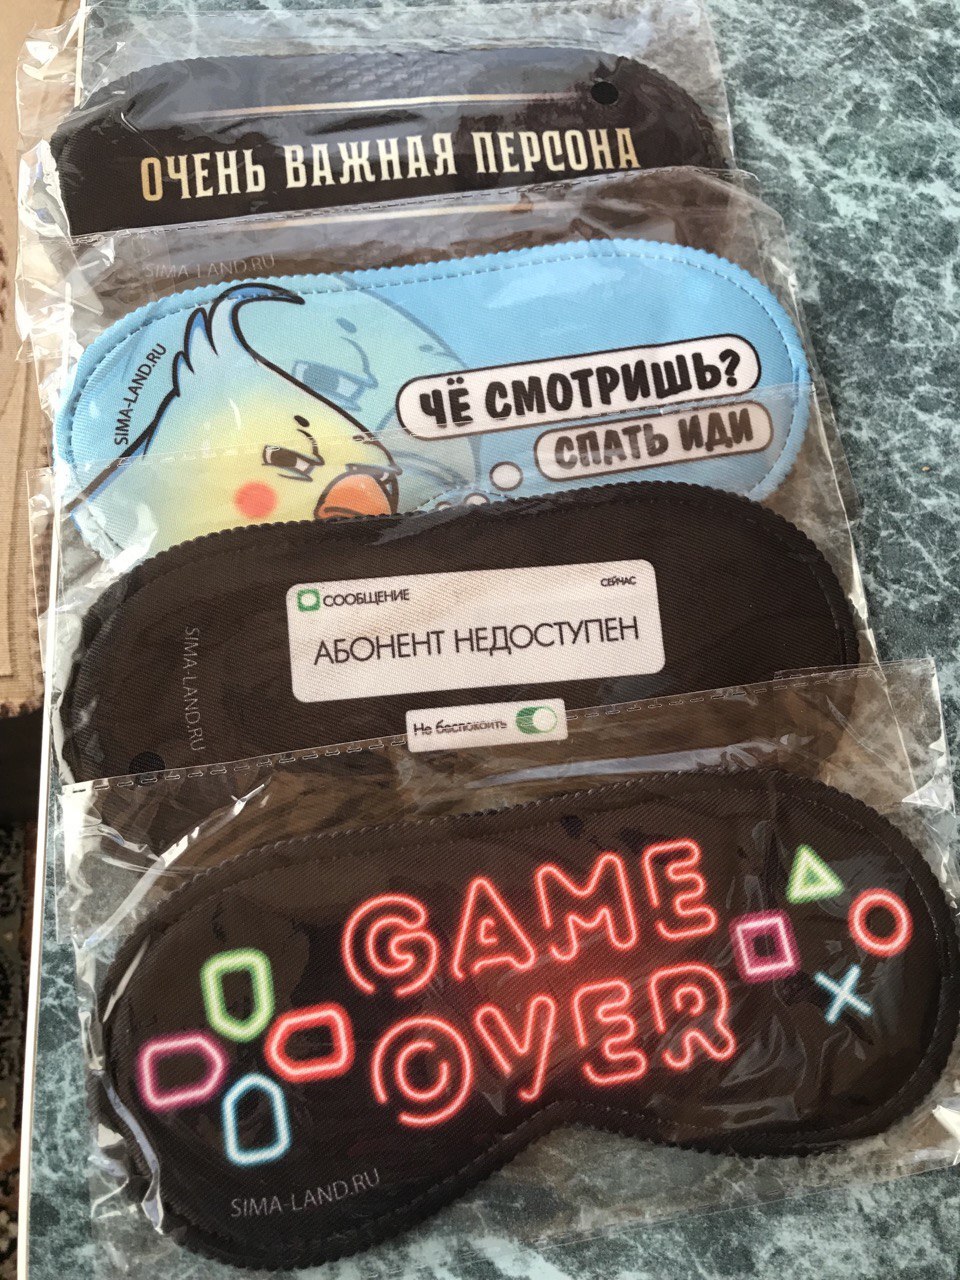 ОЧЕНЬ ВАЖНАЯ ПЕРСОНА
SIMA-LAND.RU
SIMA-LAND.RU
ЧЁ СМОТРИШЬ?
СПАТЬ ИДИ
СООБЩЕНИЕ
СЕЙЧАС
АБОНЕНТ НЕДОСТУПЕН
SIMA-LAND.RU
Не беспокоить
GAME
OVER
SIMA-LAND.RU